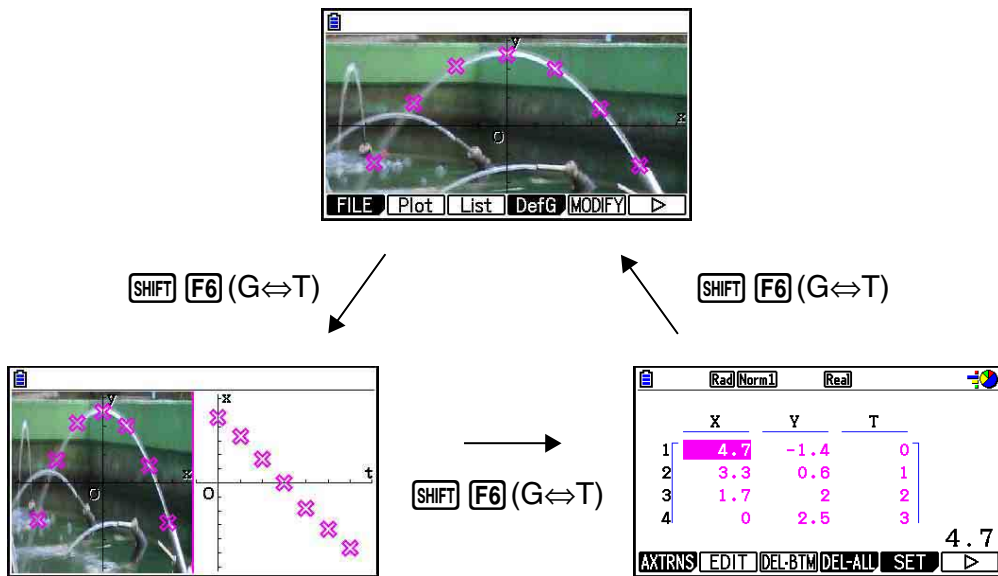 y
x
O
FILE Plot List DefG MODIFY ▷
SHIFT F6 (G⇔T)
SHIFT F6 (G⇔T)
y
x
O
x
t
O
SHIFT F6 (G⇔T)
Rad Norm1 Real
X Y T
1 4.7 -1.4 0
2 3.3 0.6 1
3 1.7 2 2
4 0 2.5 3
4.7
AXTRNS EDIT DEL-BTM DEL-ALL SET ▷